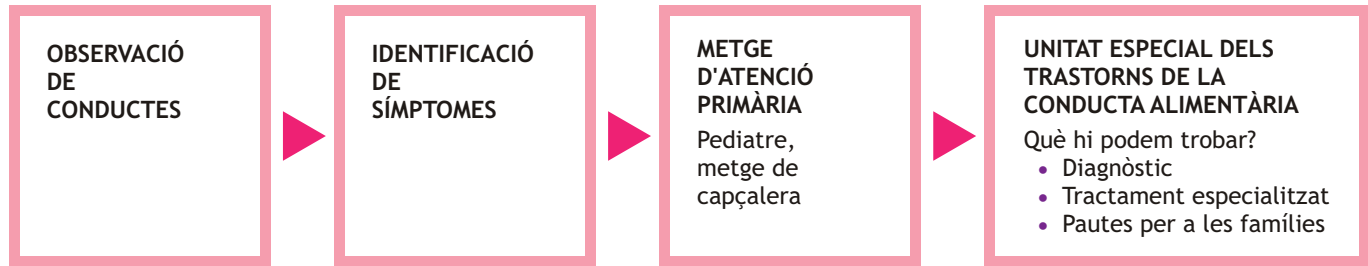 OBSERVACIÓ
DE
CONDUCTES
IDENTIFICACIÓ
DE
SÍMPTOMES
METGE
D'ATENCIÓ
PRIMÀRIA
Pediatre,
metge de
capçalera
UNITAT ESPECIAL DELS
TRASTORNS DE LA
CONDUCTA ALIMENTÀRIA
Què hi podem trobar?
• Diagnòstic
• Tractament especialitzat
• Pautes per a les famílies